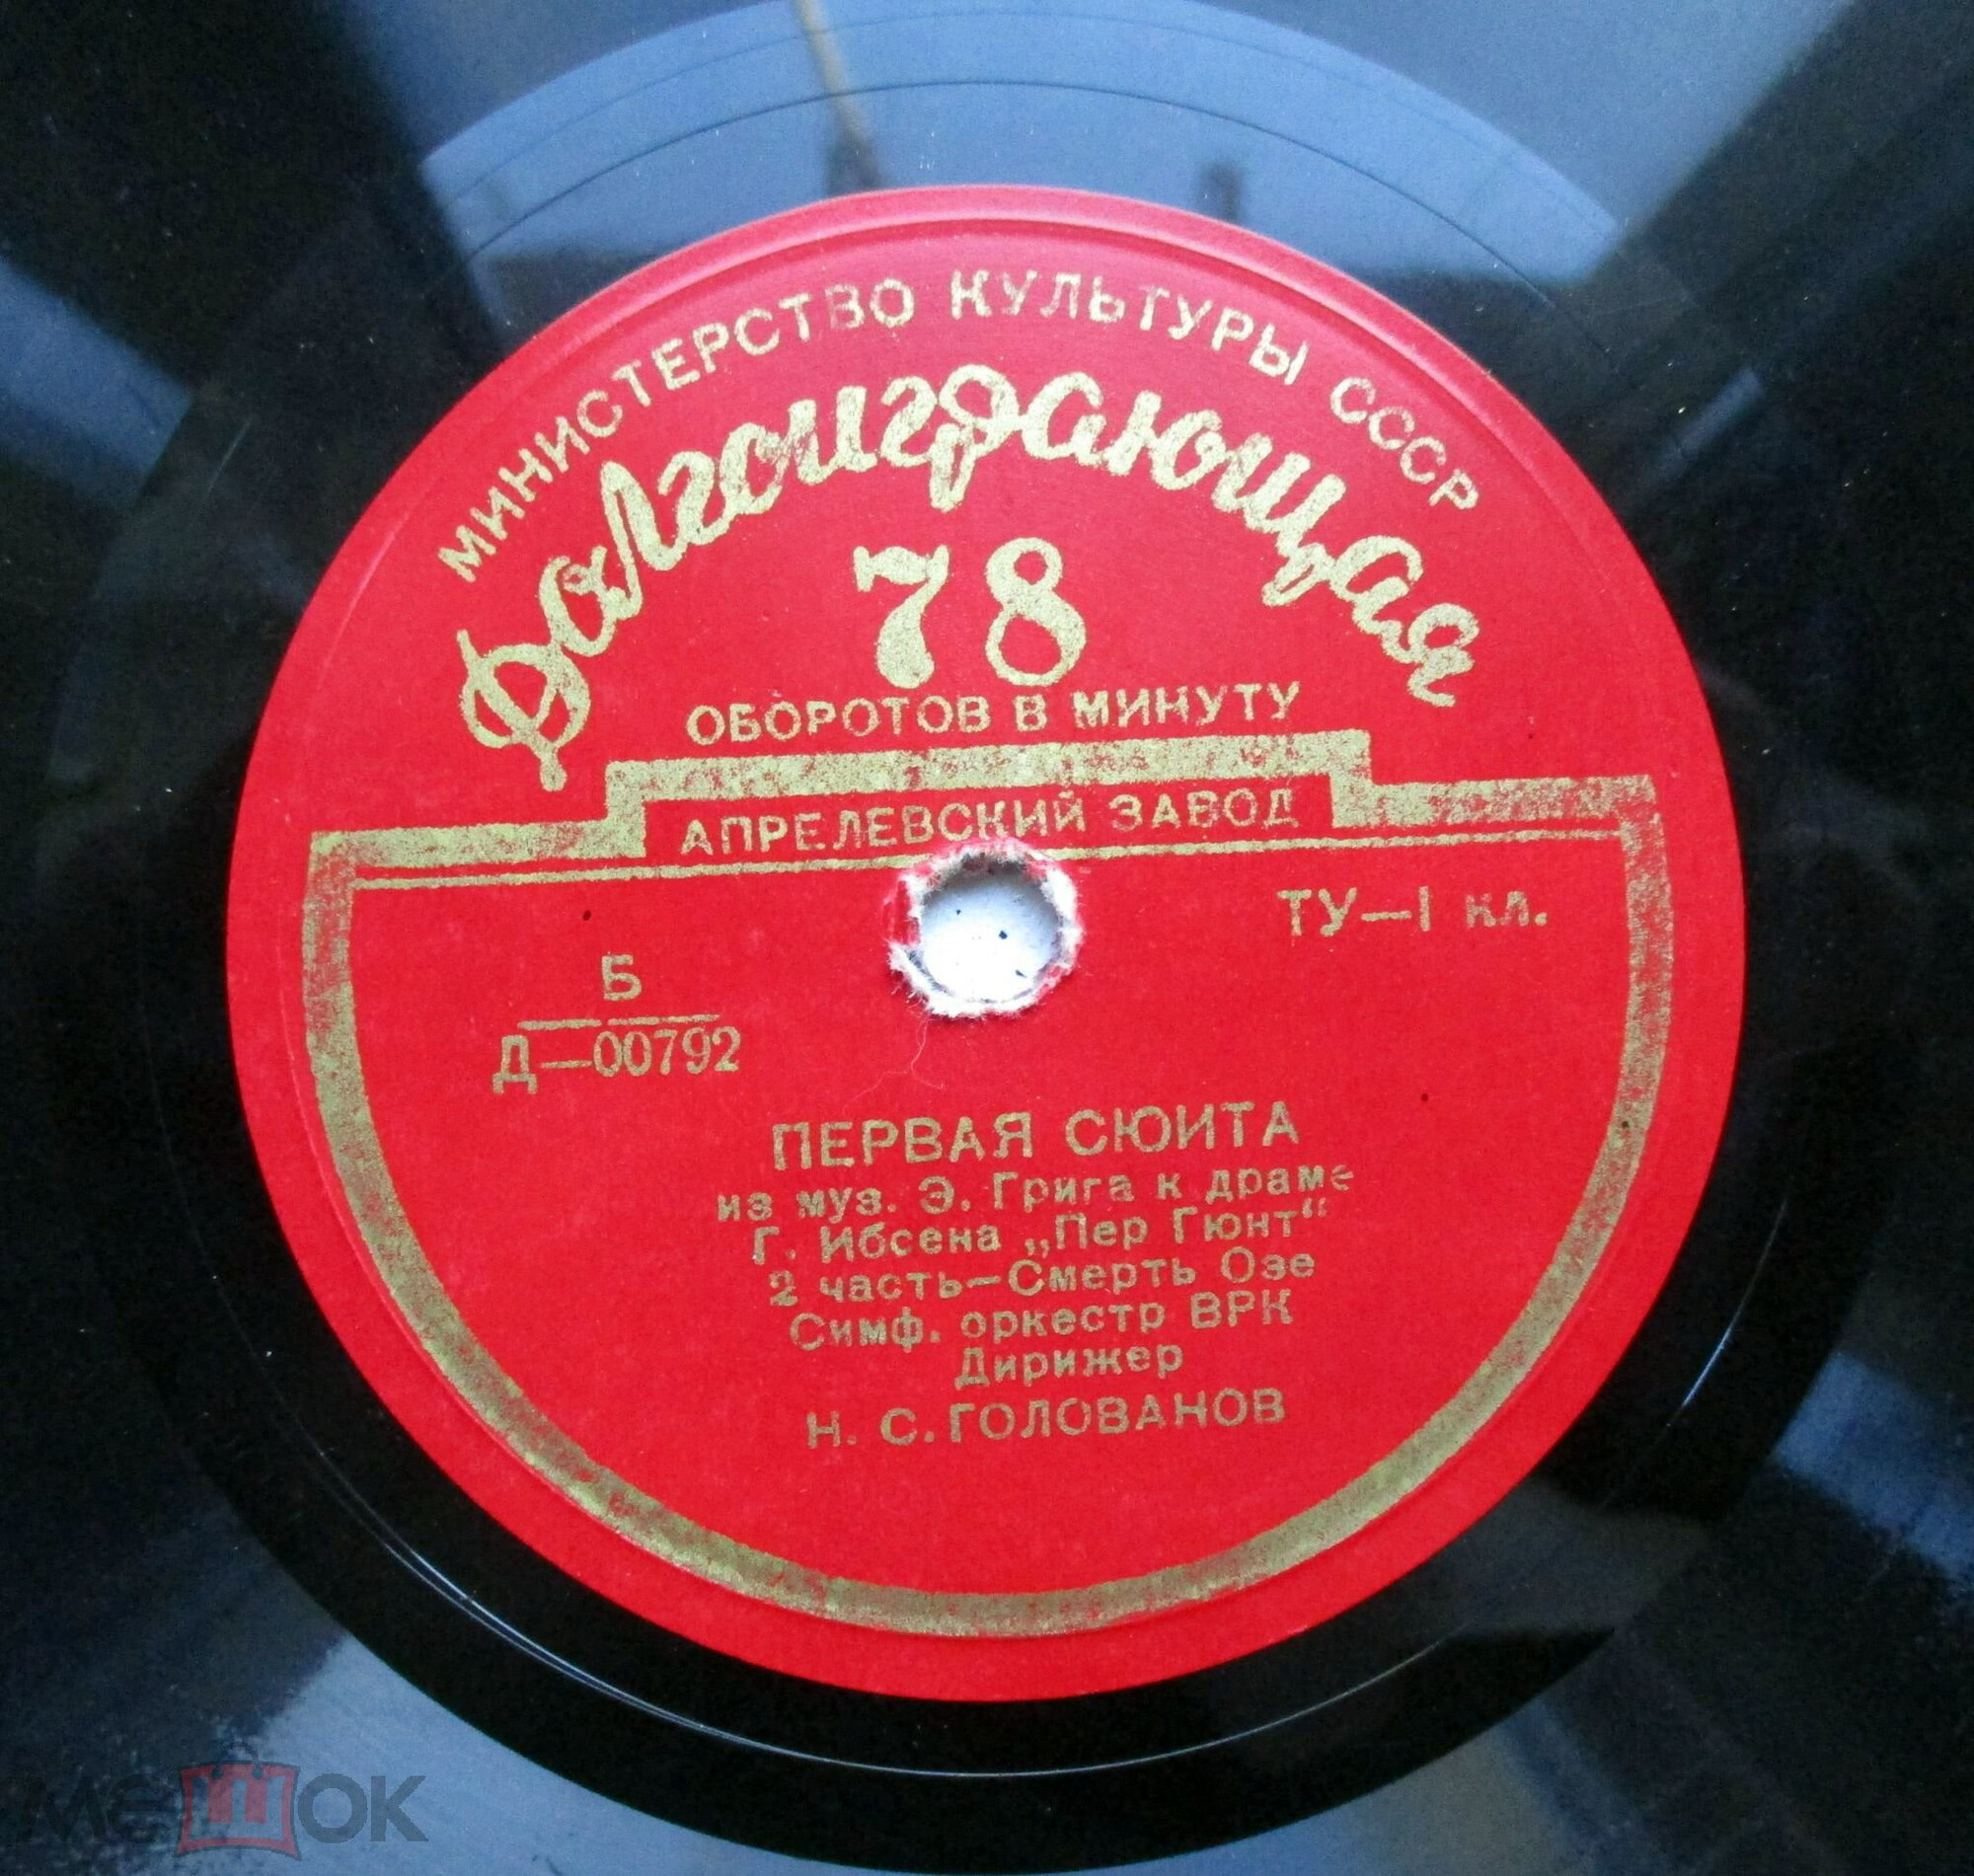 МИНИСТЕРСТВО КУЛЬТУРЫ СССР
Долгоиграющая
78
ОБОРОТОВ В МИНУТУ
АПРЕЛЕВСКИЙ ЗАВОД
ТУ—I кл.
Б
Д—00792
ПЕРВАЯ СЮИТА
из муз. Э. Грига к драме
Г. Ибсена „Пер Гюнт“
2 часть—Смерть Озе
Симф. оркестр ВРК
Дирижер
Н. С. ГОЛОВАНОВ
мешок